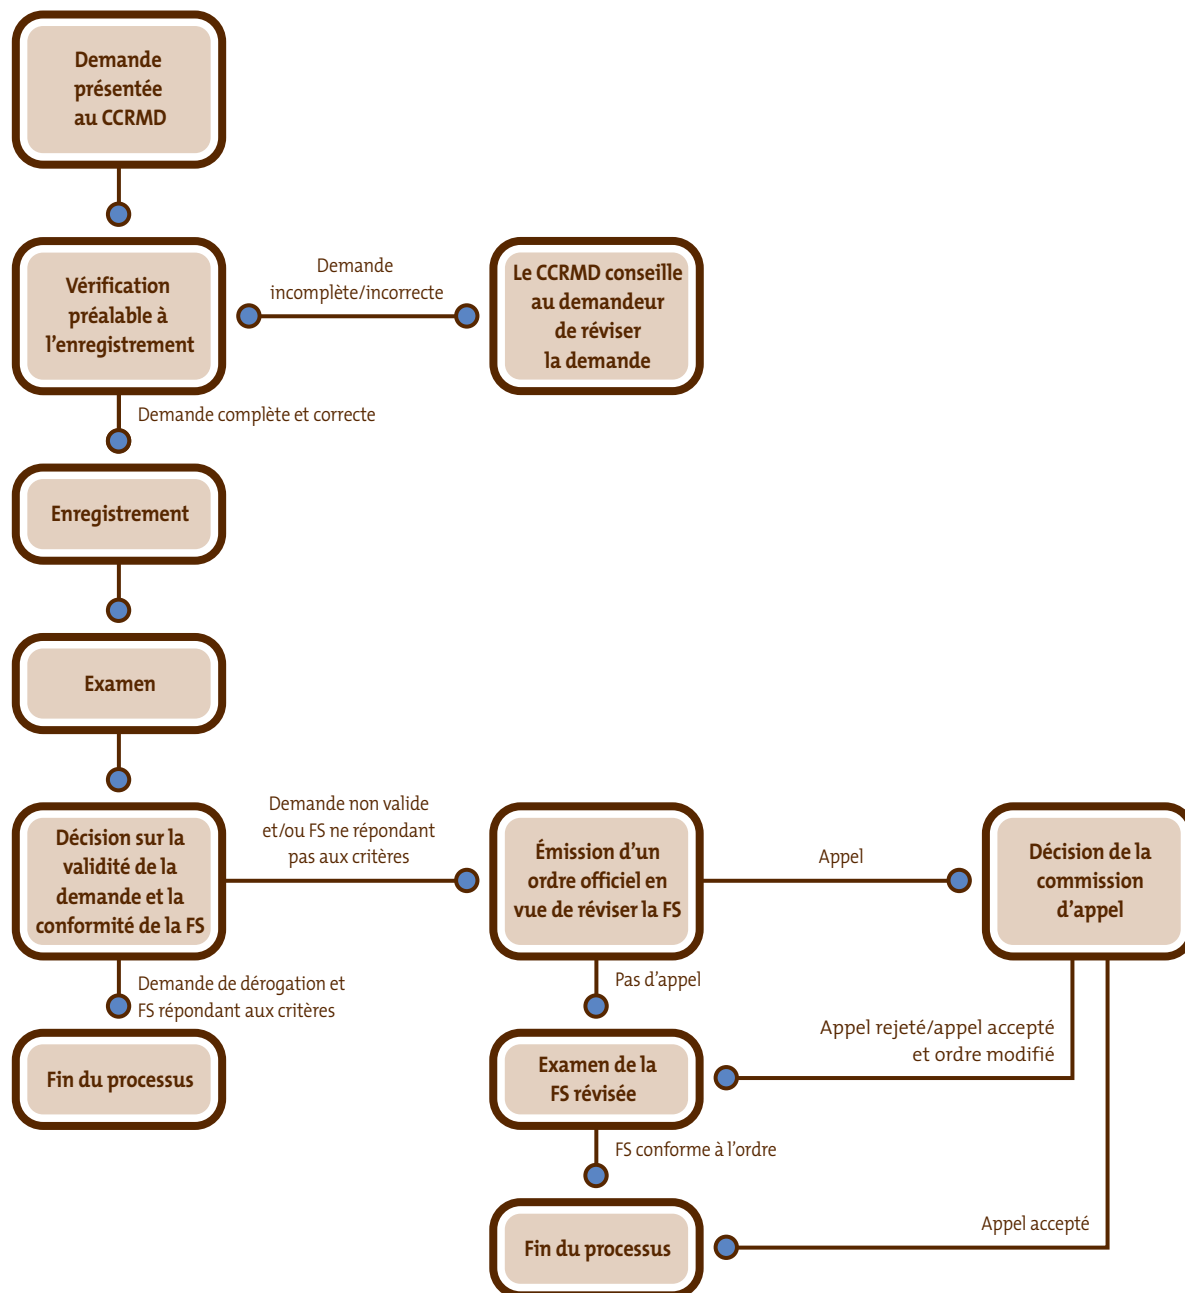 Demande
présentée
au CCRMD
Vérification
préalable à
l’enregistrement
Demande
incomplète/incorrecte
Le CCRMD conseille
au demandeur
de réviser
la demande
Demande complète et correcte
Enregistrement
Examen
Décision sur la
validité de la
demande et la
conformité de la FS
Demande non valide
et/ou FS ne répondant
pas aux critères
Émission d’un
ordre officiel en
vue de réviser la FS
Appel
Décision de la
commission
d’appel
Demande de dérogation et
FS répondant aux critères
Pas d’appel
Appel rejeté/appel accepté
et ordre modifié
Fin du processus
Examen de la
FS révisée
FS conforme à l’ordre
Appel accepté
Fin du processus